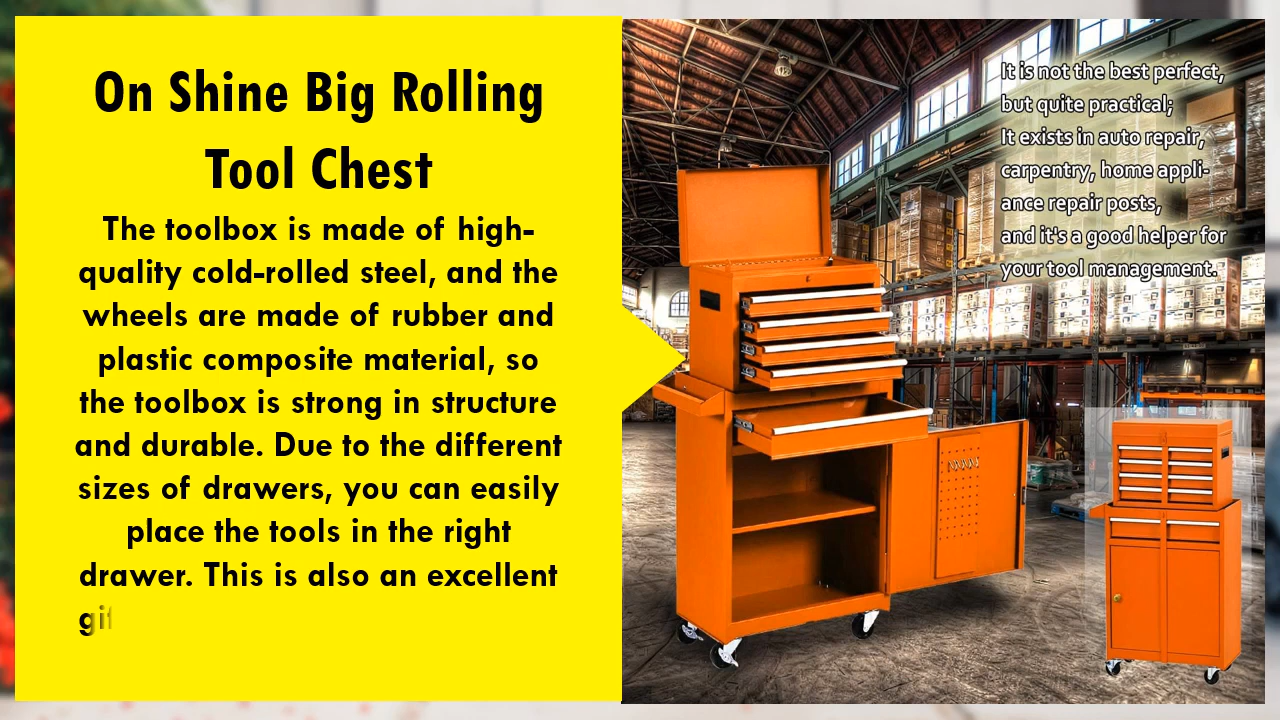 On Shine Big Rolling
Tool Chest
The toolbox is made of high-
quality cold-rolled steel, and the
wheels are made of rubber and
plastic composite material, so
the toolbox is strong in structure
and durable. Due to the different
sizes of drawers, you can easily
place the tools in the right
drawer. This is also an excellent
It is not the best perfect,
but quite practical;
It exists in auto repair,
carpentry, home appli-
ance repair posts,
and it's a good helper for
your tool management.